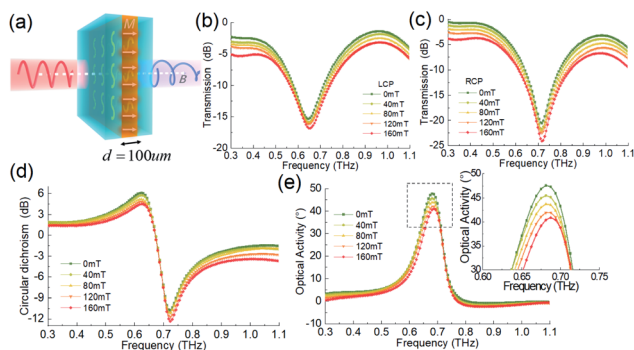 (a)
M
d = 100um
(b)
Transmission (dB)
0
-5
-10
-15
-20
LCP
0mT
40mT
80mT
120mT
160mT
0.3 0.4 0.5 0.6 0.7 0.8 0.9 1.0 1.1
Frequency (THz)
(c)
Transmission (dB)
0
-5
-10
-15
-20
-25
RCP
0mT
40mT
80mT
120mT
160mT
0.3 0.4 0.5 0.6 0.7 0.8 0.9 1.0 1.1
Frequency (THz)
(d)
Circular dichroism (dB)
6
3
0
-3
-6
-9
-12
0mT
40mT
80mT
120mT
160mT
0.3 0.4 0.5 0.6 0.7 0.8 0.9 1.0 1.1
Frequency (THz)
(e)
Optical Activity (°)
50
40
30
20
10
0
-10
0mT
40mT
80mT
120mT
160mT
0.3 0.4 0.5 0.6 0.7 0.8 0.9 1.0 1.1
Frequency (THz)
Optical Activity (°)
45
40
35
30
0.65 0.70 0.75
Frequency (THz)